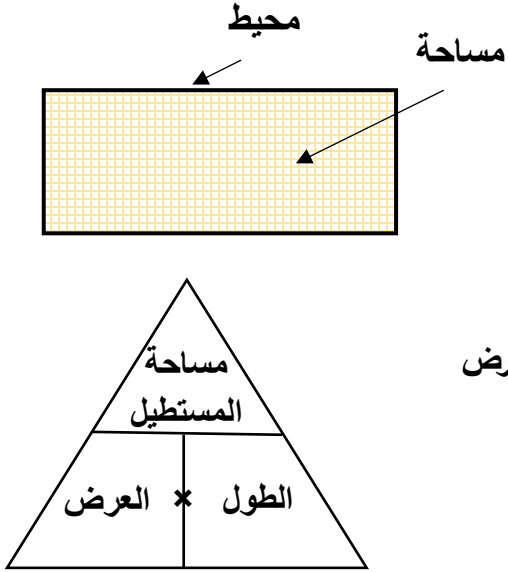 محيط
مساحة
مساحة
المستطيل
الطول × العرض